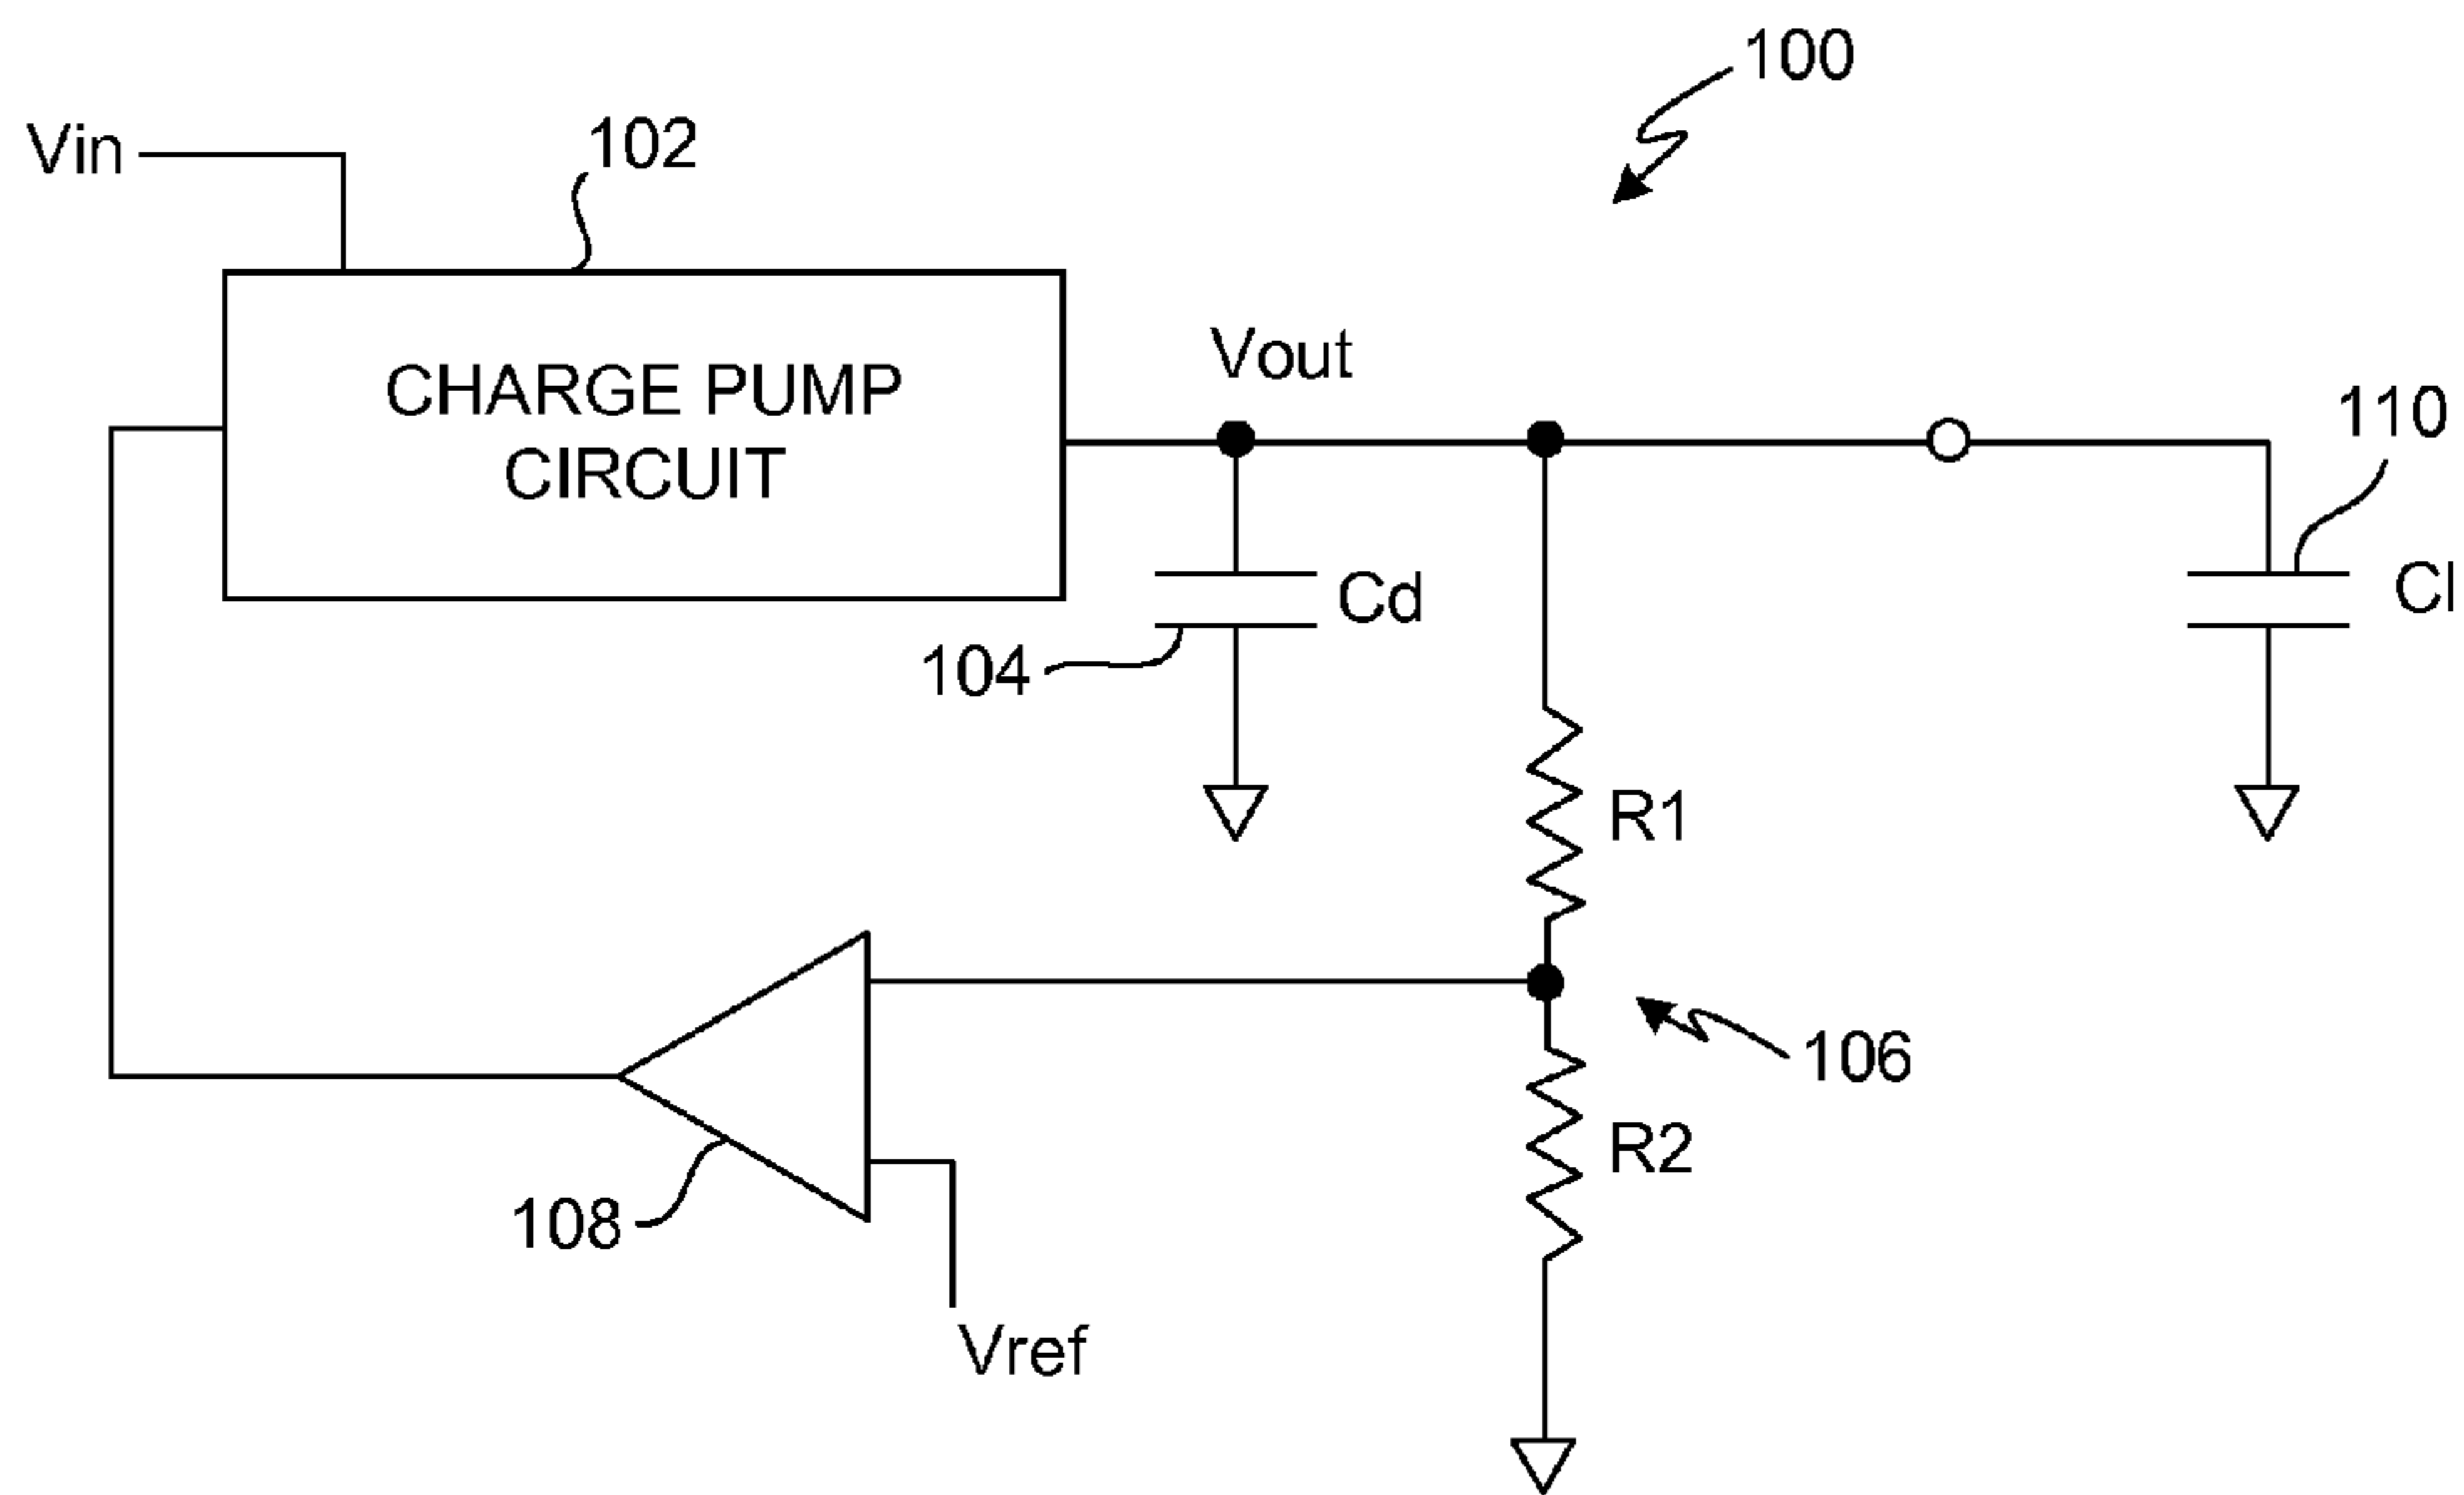 100
Vin
102
CHARGE PUMP
CIRCUIT
Vout
110
Cd
Cl
104
R1
106
R2
108
Vref